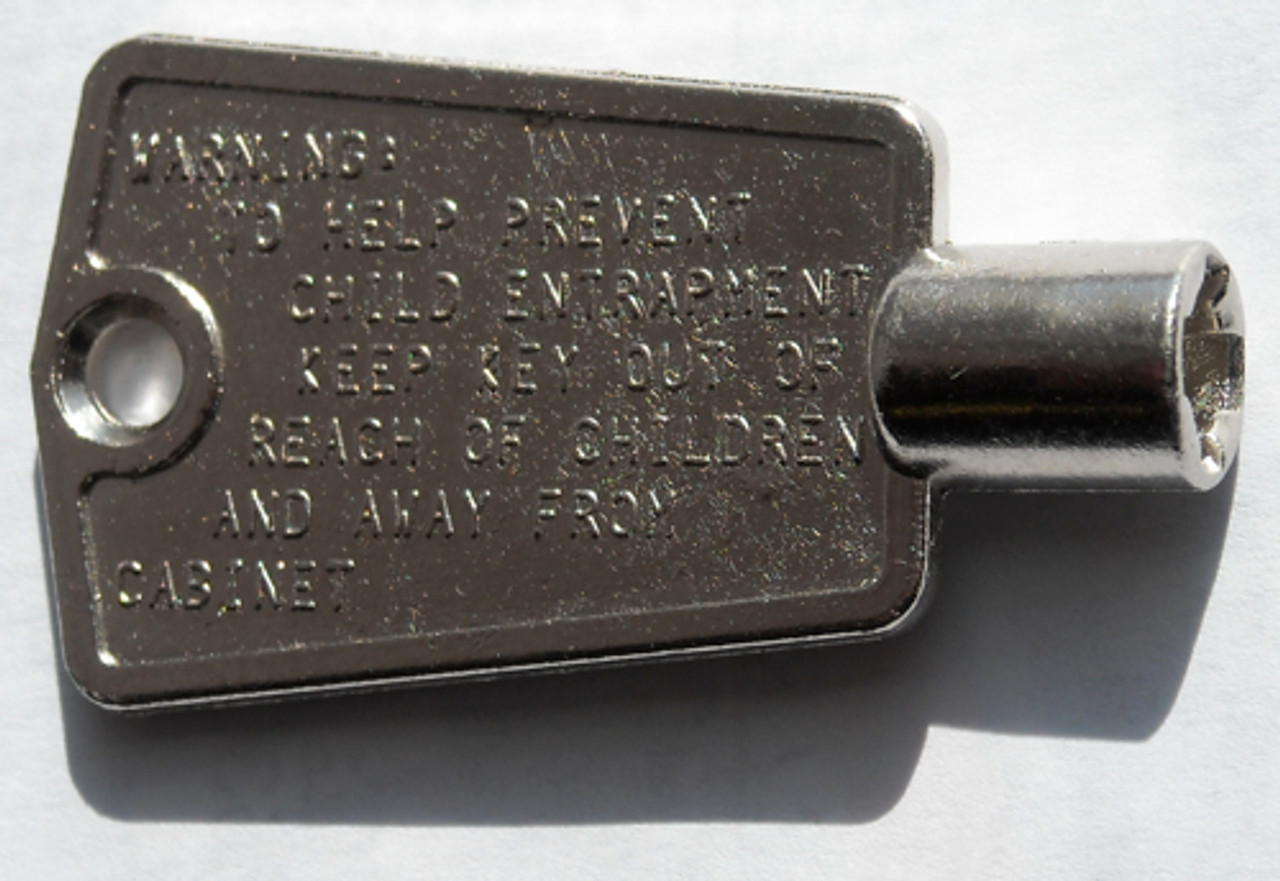 WARNING:
TO HELP PREVENT
CHILD ENTRAPMENT
KEEP KEY OUT OF
REACH OF CHILDREN
AND AWAY FROM
CABINET